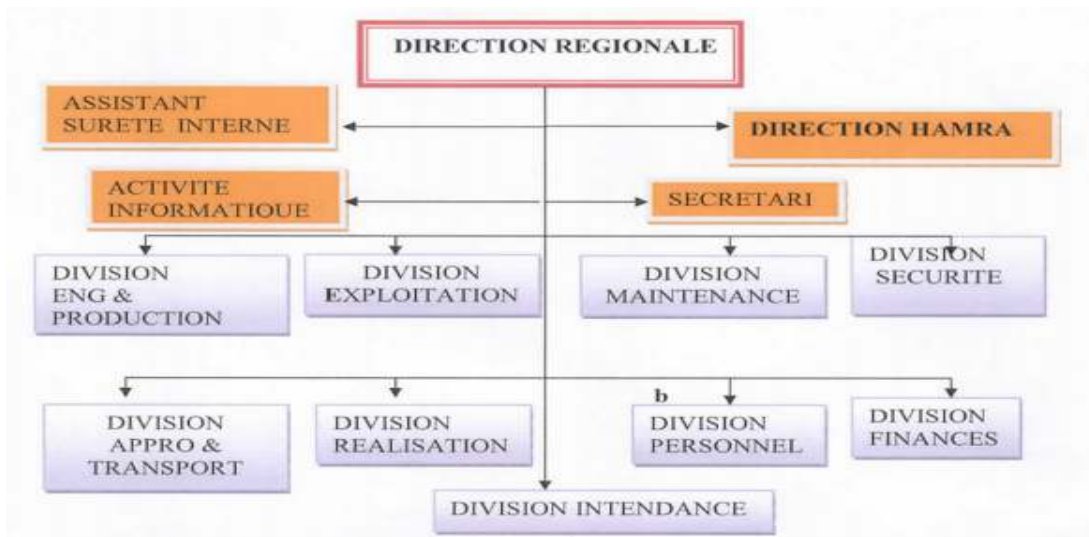 DIRECTION REGIONALE
ASSISTANT
SURETE INTERNE
DIRECTION HAMRA
ACTIVITE
INFORMATIOUE
SECRETARI
DIVISION
ENG &
PRODUCTION
DIVISION
EXPLOITATION
DIVISION
MAINTENANCE
DIVISION
SECURITE
DIVISION
APPRO &
TRANSPORT
DIVISION
REALISATION
b
DIVISION
PERSONNEL
DIVISION
FINANCES
DIVISION INTENDANCE